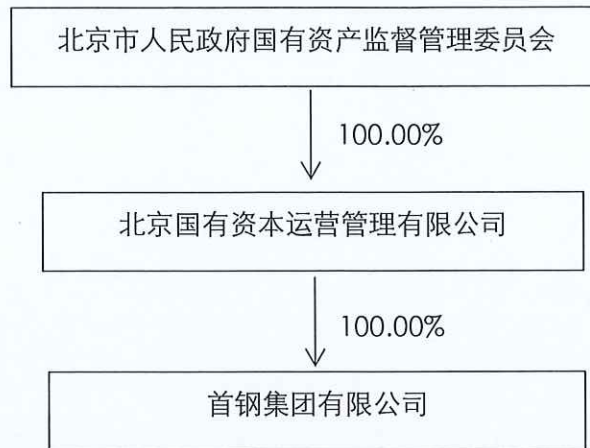 北京市人民政府国有资产监督管理委员会
100.00%
北京国有资本运营管理有限公司
100.00%
首钢集团有限公司